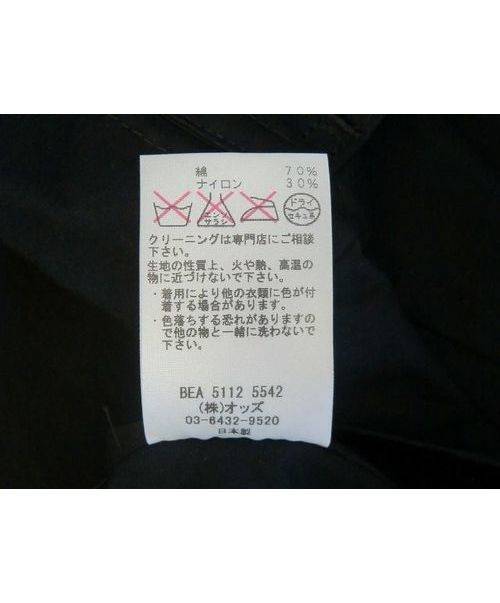 綿 70%
ナイロン 30%
エンソ サラシ
ドライ セキユ系
クリーニングは専門店にご相談
下さい。
生地の性質上、火や熱、高温の
物に近づけないで下さい。
・着用により他の衣類に色が付
着する場合があります。
・色落ちする恐れがありますの
で他の物と一緒に洗わないで
下さい。
BEA 5112 5542
(株)オッズ
03-6432-9520
日本製